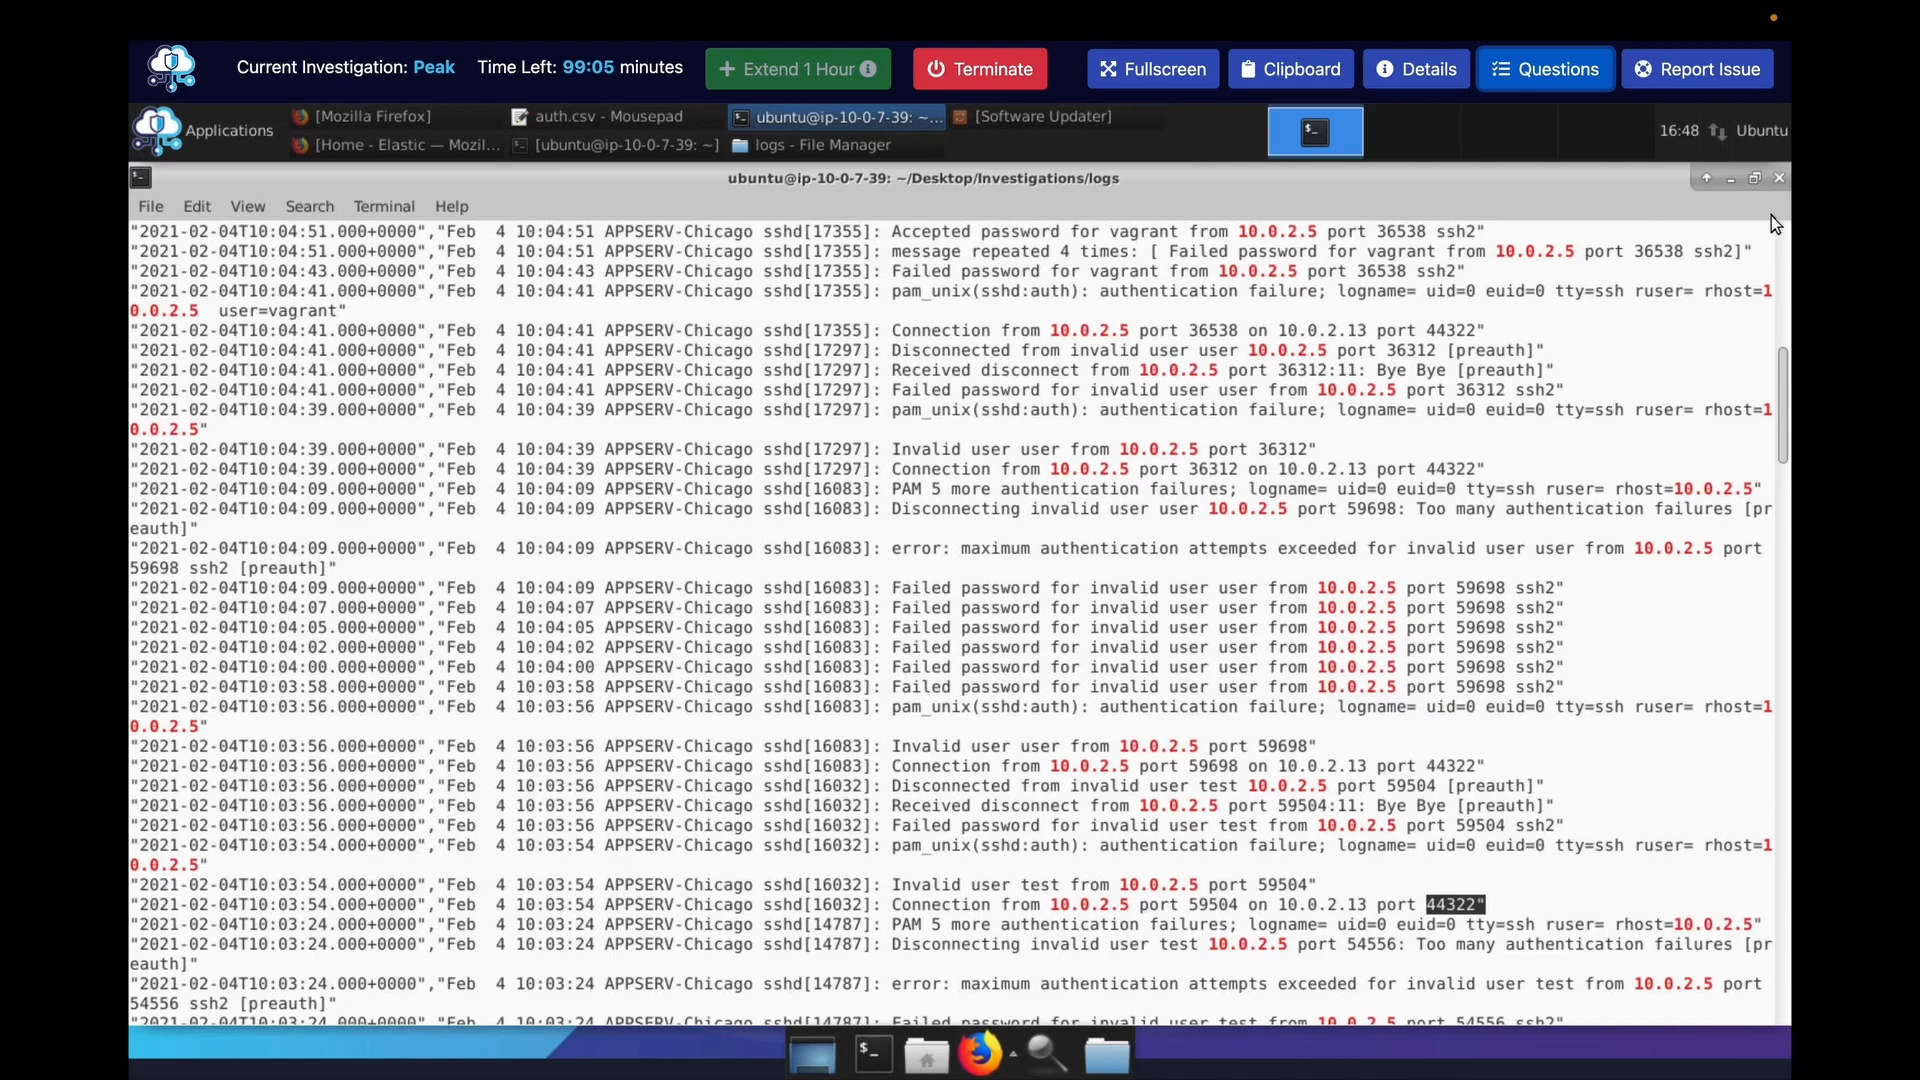 Current Investigation: Peak Time Left: 99:05 minutes + Extend 1 Hour Terminate Fullscreen Clipboard Details Questions Report Issue
Applications [Mozilla Firefox] auth.csv - Mousepad ubuntu@ip-10-0-7-39: ~... [Software Updater] 16:48 Ubuntu
[Home - Elastic — Mozil... [ubuntu@ip-10-0-7-39: ~] logs - File Manager
ubuntu@ip-10-0-7-39: ~/Desktop/Investigations/logs
File Edit View Search Terminal Help
"2021-02-04T10:04:51.000+0000","Feb  4 10:04:51 APPSERV-Chicago sshd[17355]: Accepted password for vagrant from 10.0.2.5 port 36538 ssh2"
"2021-02-04T10:04:51.000+0000","Feb  4 10:04:51 APPSERV-Chicago sshd[17355]: message repeated 4 times: [ Failed password for vagrant from 10.0.2.5 port 36538 ssh2]"
"2021-02-04T10:04:43.000+0000","Feb  4 10:04:43 APPSERV-Chicago sshd[17355]: Failed password for vagrant from 10.0.2.5 port 36538 ssh2"
"2021-02-04T10:04:41.000+0000","Feb  4 10:04:41 APPSERV-Chicago sshd[17355]: pam_unix(sshd:auth): authentication failure; logname= uid=0 euid=0 tty=ssh ruser= rhost=1
0.0.2.5  user=vagrant"
"2021-02-04T10:04:41.000+0000","Feb  4 10:04:41 APPSERV-Chicago sshd[17355]: Connection from 10.0.2.5 port 36538 on 10.0.2.13 port 44322"
"2021-02-04T10:04:41.000+0000","Feb  4 10:04:41 APPSERV-Chicago sshd[17297]: Disconnected from invalid user user 10.0.2.5 port 36312 [preauth]"
"2021-02-04T10:04:41.000+0000","Feb  4 10:04:41 APPSERV-Chicago sshd[17297]: Received disconnect from 10.0.2.5 port 36312:11: Bye Bye [preauth]"
"2021-02-04T10:04:41.000+0000","Feb  4 10:04:41 APPSERV-Chicago sshd[17297]: Failed password for invalid user user from 10.0.2.5 port 36312 ssh2"
"2021-02-04T10:04:39.000+0000","Feb  4 10:04:39 APPSERV-Chicago sshd[17297]: pam_unix(sshd:auth): authentication failure; logname= uid=0 euid=0 tty=ssh ruser= rhost=1
0.0.2.5"
"2021-02-04T10:04:39.000+0000","Feb  4 10:04:39 APPSERV-Chicago sshd[17297]: Invalid user user from 10.0.2.5 port 36312"
"2021-02-04T10:04:39.000+0000","Feb  4 10:04:39 APPSERV-Chicago sshd[17297]: Connection from 10.0.2.5 port 36312 on 10.0.2.13 port 44322"
"2021-02-04T10:04:09.000+0000","Feb  4 10:04:09 APPSERV-Chicago sshd[16083]: PAM 5 more authentication failures; logname= uid=0 euid=0 tty=ssh ruser= rhost=10.0.2.5"
"2021-02-04T10:04:09.000+0000","Feb  4 10:04:09 APPSERV-Chicago sshd[16083]: Disconnecting invalid user user 10.0.2.5 port 59698: Too many authentication failures [pr
eauth]"
"2021-02-04T10:04:09.000+0000","Feb  4 10:04:09 APPSERV-Chicago sshd[16083]: error: maximum authentication attempts exceeded for invalid user user from 10.0.2.5 port
59698 ssh2 [preauth]"
"2021-02-04T10:04:09.000+0000","Feb  4 10:04:09 APPSERV-Chicago sshd[16083]: Failed password for invalid user user from 10.0.2.5 port 59698 ssh2"
"2021-02-04T10:04:07.000+0000","Feb  4 10:04:07 APPSERV-Chicago sshd[16083]: Failed password for invalid user user from 10.0.2.5 port 59698 ssh2"
"2021-02-04T10:04:05.000+0000","Feb  4 10:04:05 APPSERV-Chicago sshd[16083]: Failed password for invalid user user from 10.0.2.5 port 59698 ssh2"
"2021-02-04T10:04:02.000+0000","Feb  4 10:04:02 APPSERV-Chicago sshd[16083]: Failed password for invalid user user from 10.0.2.5 port 59698 ssh2"
"2021-02-04T10:04:00.000+0000","Feb  4 10:04:00 APPSERV-Chicago sshd[16083]: Failed password for invalid user user from 10.0.2.5 port 59698 ssh2"
"2021-02-04T10:03:58.000+0000","Feb  4 10:03:58 APPSERV-Chicago sshd[16083]: Failed password for invalid user user from 10.0.2.5 port 59698 ssh2"
"2021-02-04T10:03:56.000+0000","Feb  4 10:03:56 APPSERV-Chicago sshd[16083]: pam_unix(sshd:auth): authentication failure; logname= uid=0 euid=0 tty=ssh ruser= rhost=1
0.0.2.5"
"2021-02-04T10:03:56.000+0000","Feb  4 10:03:56 APPSERV-Chicago sshd[16083]: Invalid user user from 10.0.2.5 port 59698"
"2021-02-04T10:03:56.000+0000","Feb  4 10:03:56 APPSERV-Chicago sshd[16083]: Connection from 10.0.2.5 port 59698 on 10.0.2.13 port 44322"
"2021-02-04T10:03:56.000+0000","Feb  4 10:03:56 APPSERV-Chicago sshd[16032]: Disconnected from invalid user test 10.0.2.5 port 59504 [preauth]"
"2021-02-04T10:03:56.000+0000","Feb  4 10:03:56 APPSERV-Chicago sshd[16032]: Received disconnect from 10.0.2.5 port 59504:11: Bye Bye [preauth]"
"2021-02-04T10:03:56.000+0000","Feb  4 10:03:56 APPSERV-Chicago sshd[16032]: Failed password for invalid user test from 10.0.2.5 port 59504 ssh2"
"2021-02-04T10:03:54.000+0000","Feb  4 10:03:54 APPSERV-Chicago sshd[16032]: pam_unix(sshd:auth): authentication failure; logname= uid=0 euid=0 tty=ssh ruser= rhost=1
0.0.2.5"
"2021-02-04T10:03:54.000+0000","Feb  4 10:03:54 APPSERV-Chicago sshd[16032]: Invalid user test from 10.0.2.5 port 59504"
"2021-02-04T10:03:54.000+0000","Feb  4 10:03:54 APPSERV-Chicago sshd[16032]: Connection from 10.0.2.5 port 59504 on 10.0.2.13 port 44322"
"2021-02-04T10:03:24.000+0000","Feb  4 10:03:24 APPSERV-Chicago sshd[14787]: PAM 5 more authentication failures; logname= uid=0 euid=0 tty=ssh ruser= rhost=10.0.2.5"
"2021-02-04T10:03:24.000+0000","Feb  4 10:03:24 APPSERV-Chicago sshd[14787]: Disconnecting invalid user test 10.0.2.5 port 54556: Too many authentication failures [pr
eauth]"
"2021-02-04T10:03:24.000+0000","Feb  4 10:03:24 APPSERV-Chicago sshd[14787]: error: maximum authentication attempts exceeded for invalid user test from 10.0.2.5 port
54556 ssh2 [preauth]"
"2021-02-04T10:03:24.000+0000","Feb  4 10:03:24 APPSERV-Chicago sshd[14787]: Failed password for invalid user test from 10.0.2.5 port 54556 ssh2"